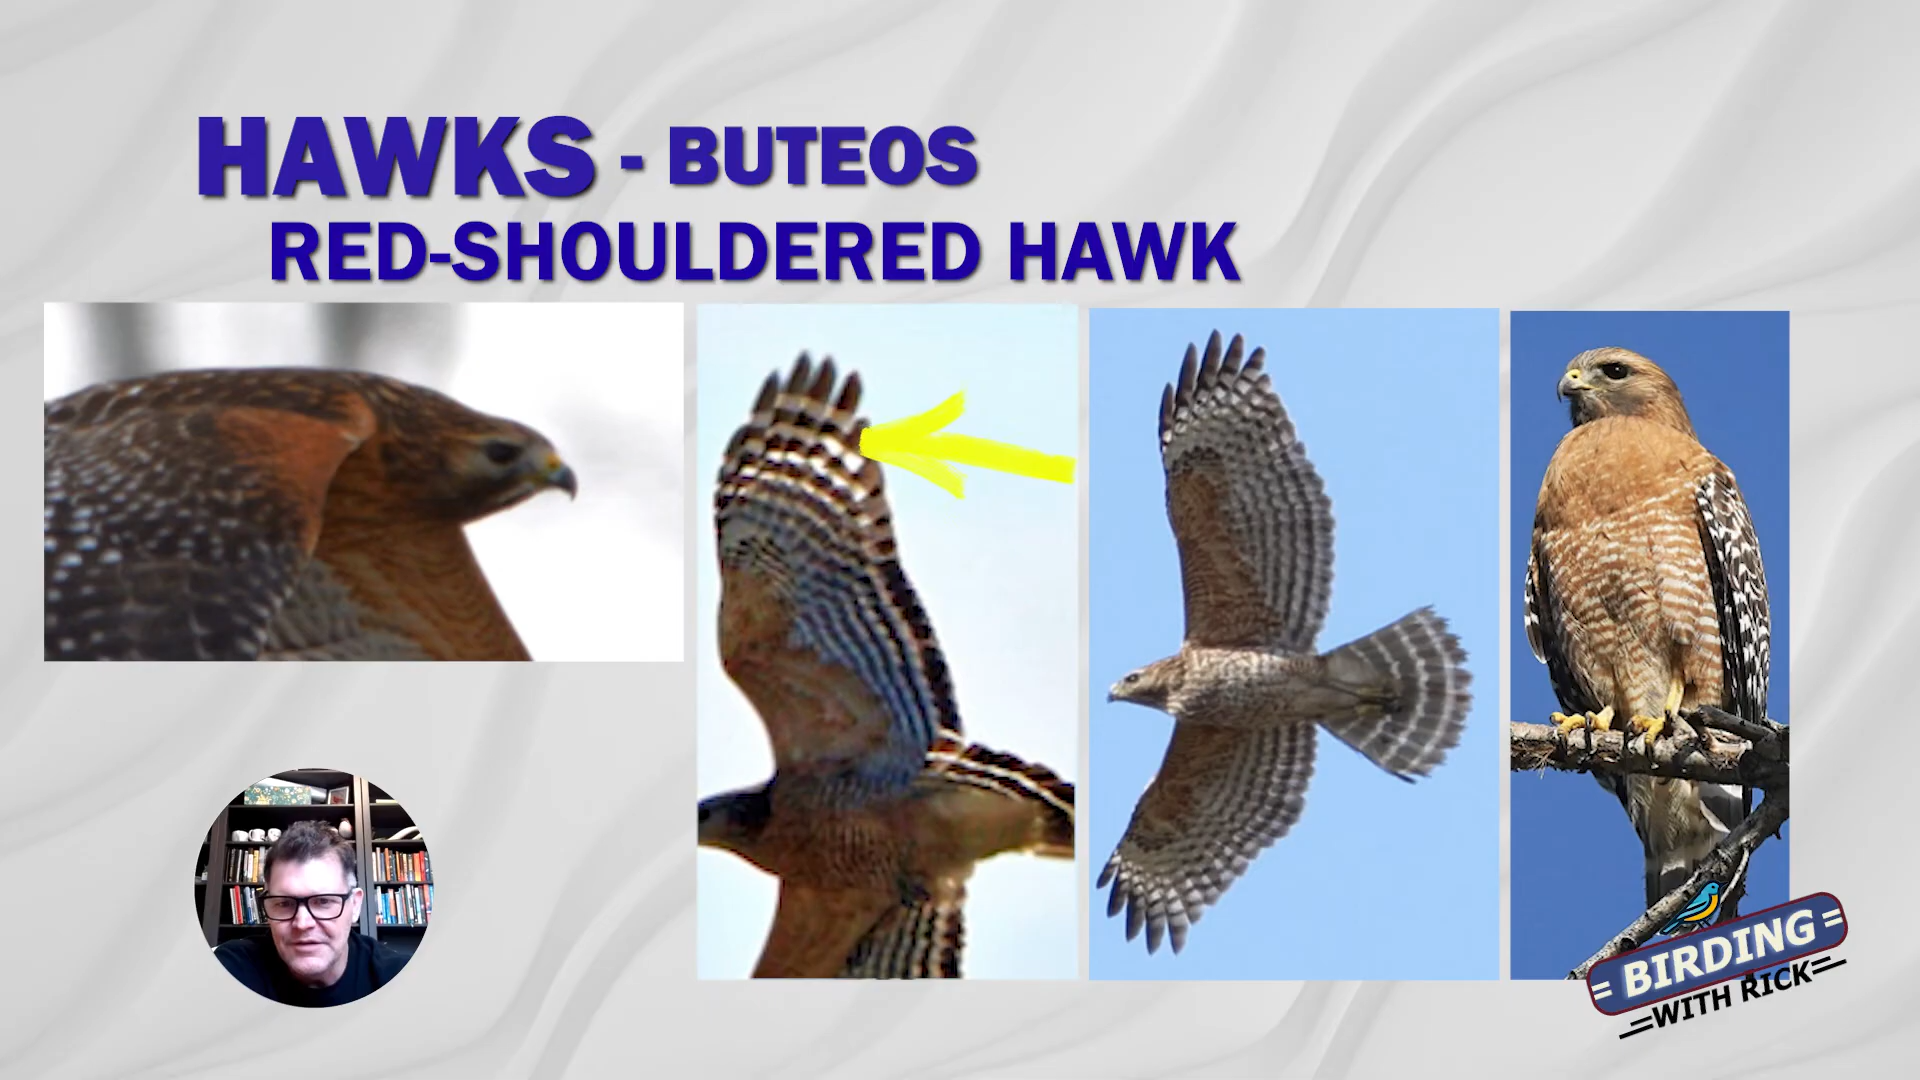 HAWKS - BUTEOS
RED-SHOULDERED HAWK
BIRDING
WITH RICK